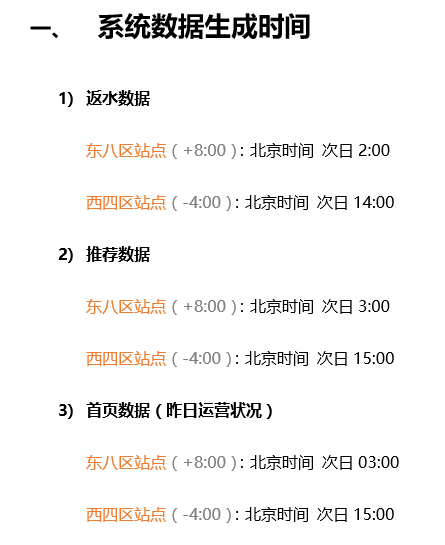 一、 系统数据生成时间
1) 返水数据
东八区站点（+8:00）：北京时间 次日 2:00
西四区站点（-4:00）：北京时间 次日 14:00
2) 推荐数据
东八区站点（+8:00）：北京时间 次日 3:00
西四区站点（-4:00）：北京时间 次日 15:00
3) 首页数据（昨日运营状况）
东八区站点（+8:00）：北京时间 次日 03:00
西四区站点（-4:00）：北京时间 次日 15:00